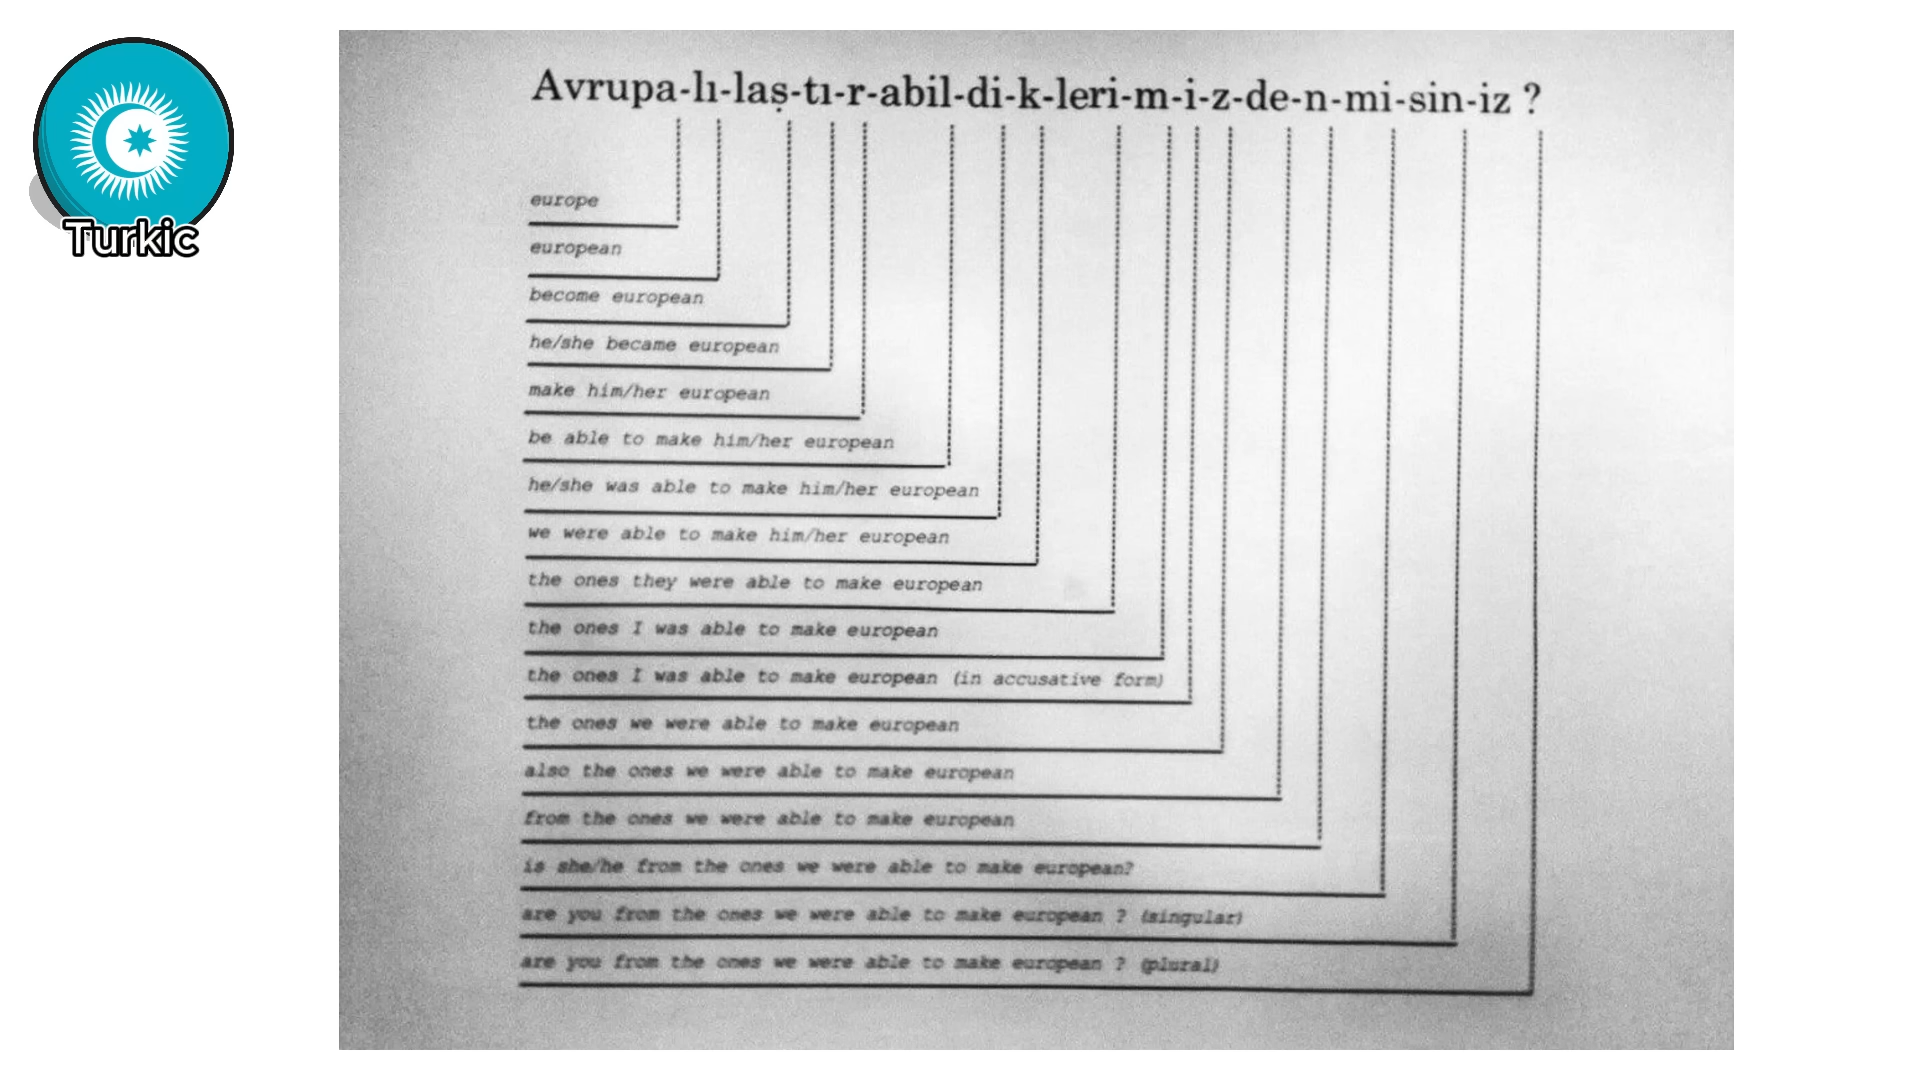 Turkic
Avrupa-lı-laş-tı-r-abil-di-k-leri-m-i-z-de-n-mi-sin-iz ?
europe
european
become european
he/she became european
make him/her european
be able to make him/her european
he/she was able to make him/her european
we were able to make him/her european
the ones they were able to make european
the ones I was able to make european
the ones I was able to make european (in accusative form)
the ones we were able to make european
also the ones we were able to make european
from the ones we were able to make european
is she/he from the ones we were able to make european?
are you from the ones we were able to make european ? (singular)
are you from the ones we were able to make european ? (plural)